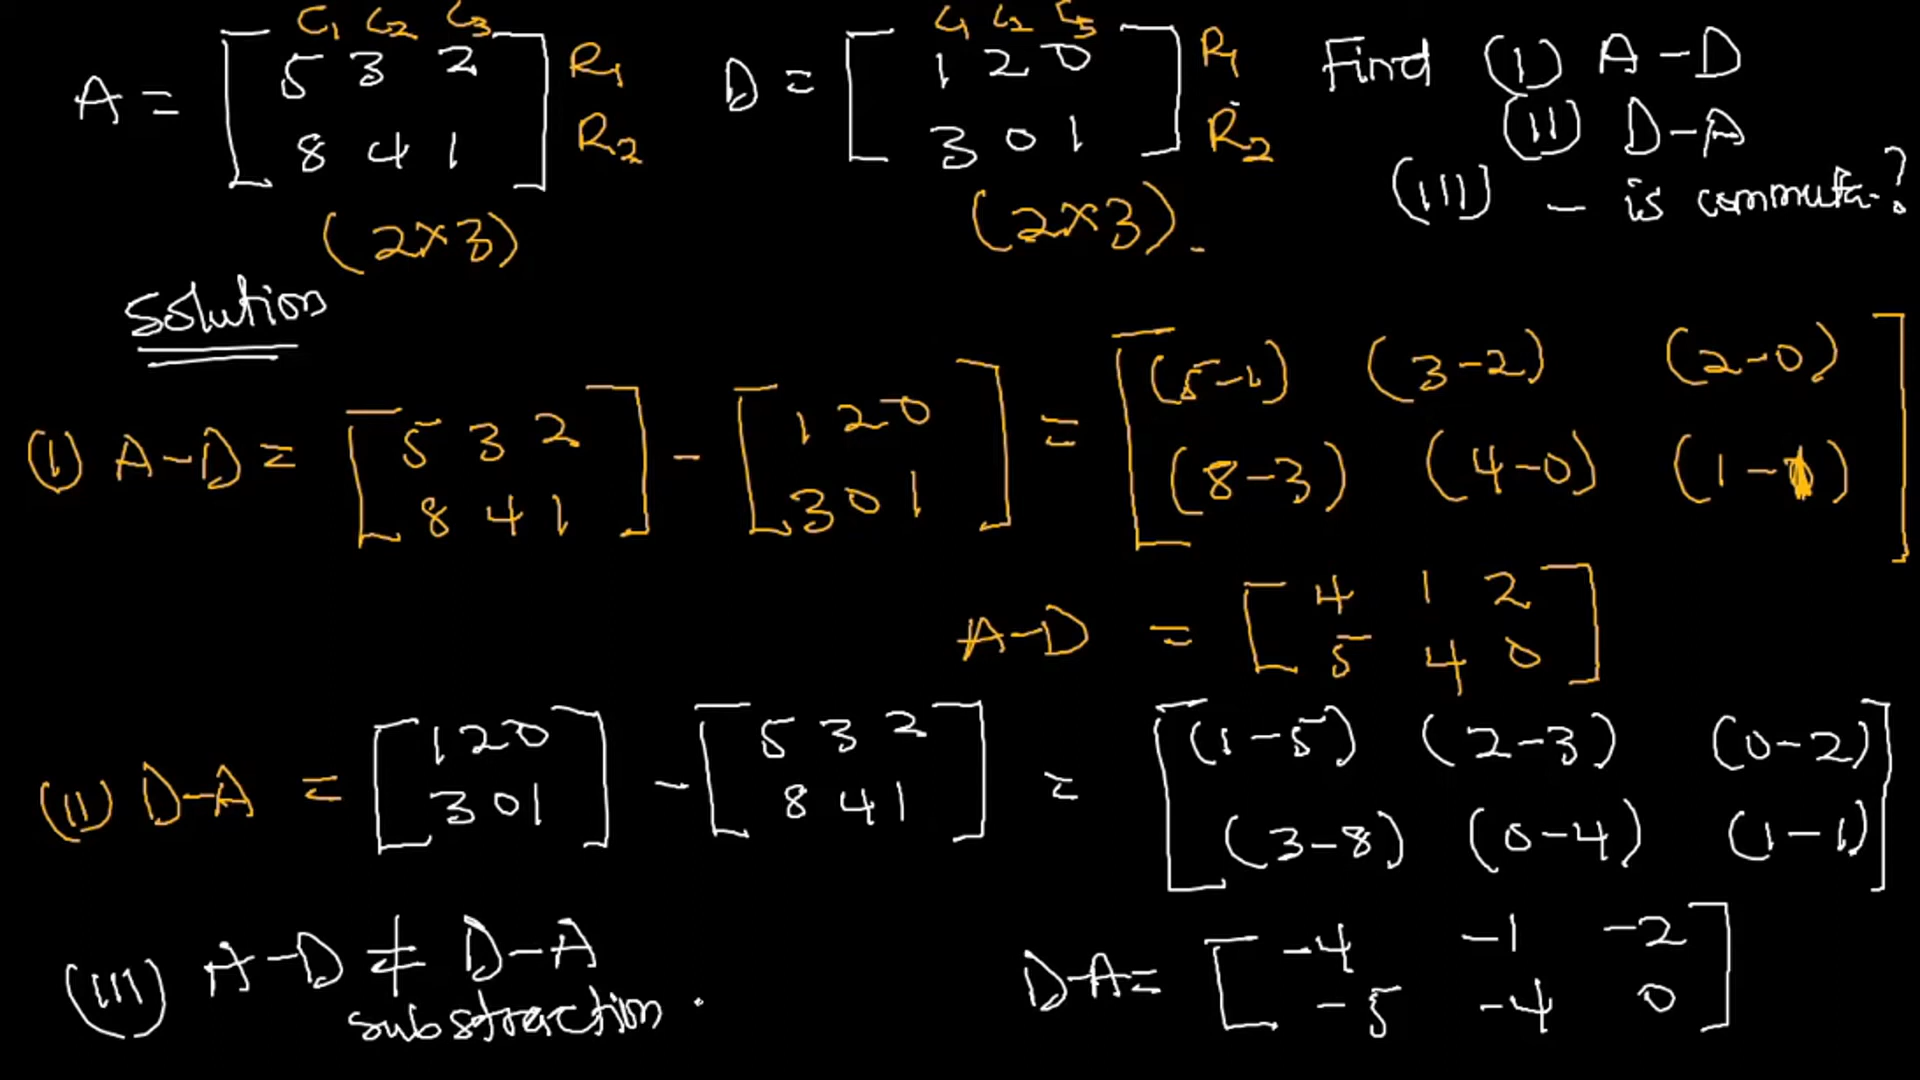 C₁ C₂ C₃ C₁ C₂ C₃
A = [ 5 3 2 ] R₁ D = [ 1 2 0 ] R₁ Find (I) A-D
8 4 1 R₂ 3 0 1 R₂ (II) D-A
(2×3) (2×3). (III) - is commuta.?
Solution
(I) A-D = [ 5 3 2 ] - [ 1 2 0 ] = [ (5-1) (3-2) (2-0) ]
8 4 1 3 0 1 (8-3) (4-0) (1-1)
A-D = [ 4 1 2 ]
5 4 0
(II) D-A = [ 1 2 0 ] - [ 5 3 2 ] = [ (1-5) (2-3) (0-2) ]
3 0 1 8 4 1 (3-8) (0-4) (1-1)
(III) A-D ≠ D-A D-A = [ -4 -1 -2 ]
substraction . -5 -4 0